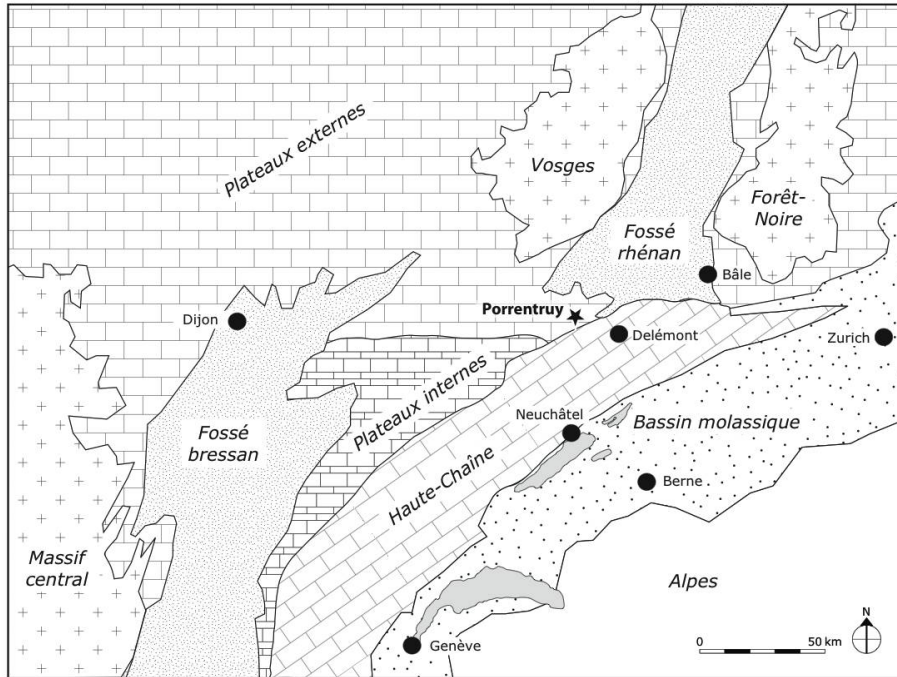 Plateaux externes
Vosges
Forêt-
Noire
Fossé
rhénan
Bâle
Porrentruy
Dijon
Delémont
Zurich
Plateaux internes
Neuchâtel
Bassin molassique
Fossé
bressan
Haute-Chaîne
Berne
Massif
central
Alpes
Genève
0
50 km
N